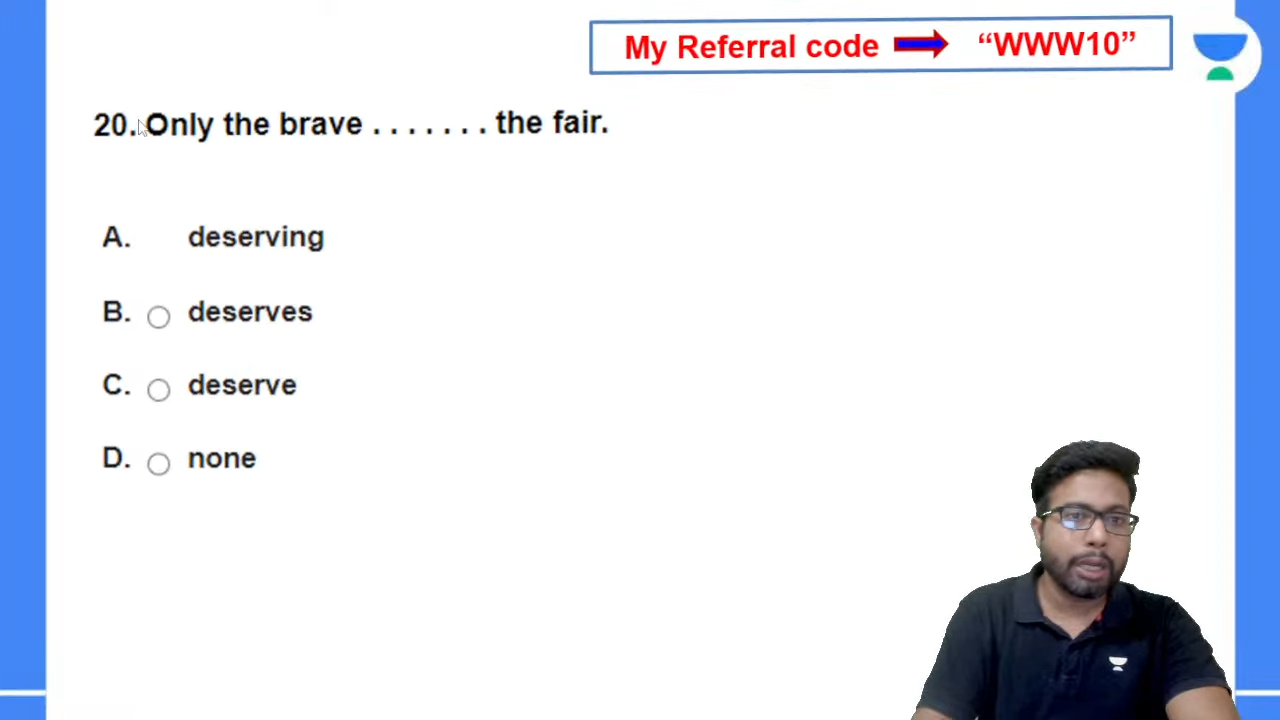 My Referral code “WWW10”
20. Only the brave . . . . . . . the fair.
A. deserving
B. deserves
C. deserve
D. none